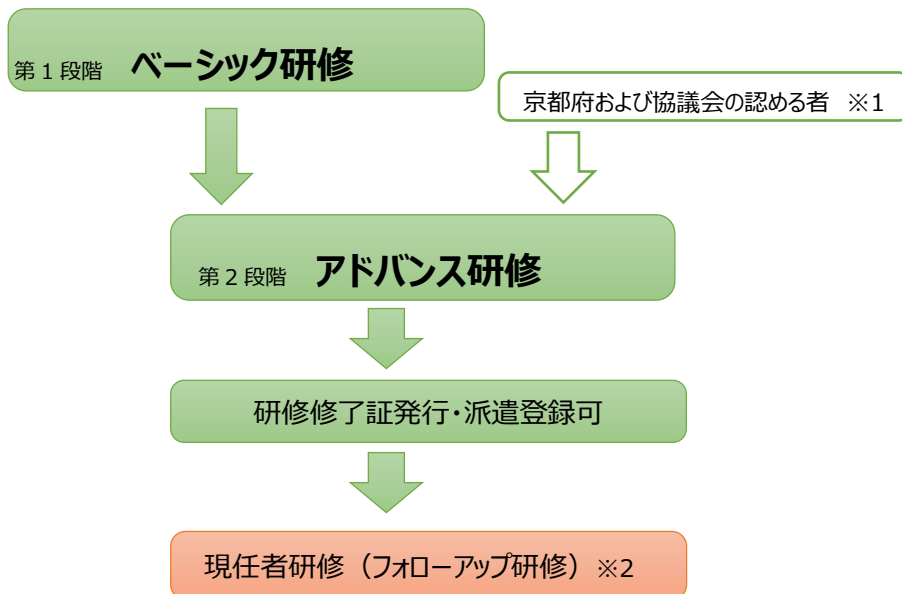 第1段階 ベーシック研修
京都府および協議会の認める者 ※1
第2段階 アドバンス研修
研修修了証発行・派遣登録可
現任者研修（フォローアップ研修）※2